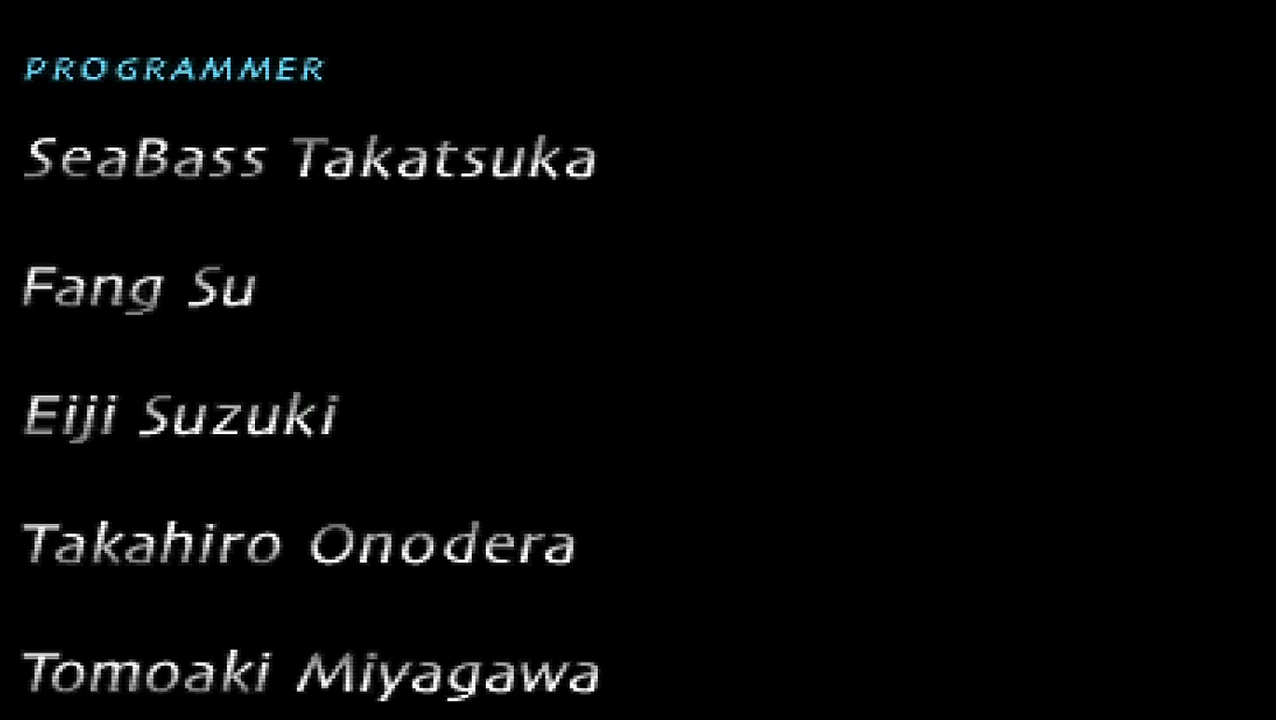 PROGRAMMER
SeaBass Takatsuka
Fang Su
Eiji Suzuki
Takahiro Onodera
Tomoaki Miyagawa